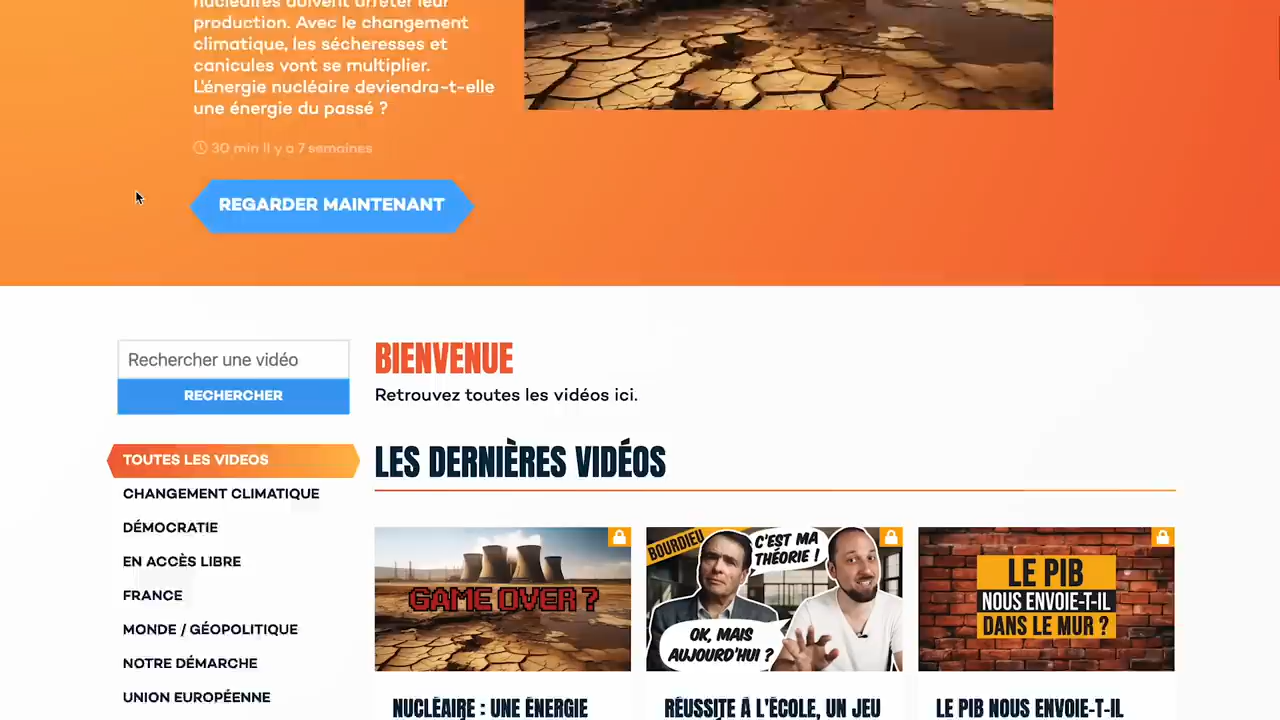 nucléaires doivent arrêter leur
production. Avec le changement
climatique, les sécheresses et
canicules vont se multiplier.
L'énergie nucléaire deviendra-t-elle
une énergie du passé ?
30 min Il y a 7 semaines
REGARDER MAINTENANT
Rechercher une vidéo
RECHERCHER
BIENVENUE
Retrouvez toutes les vidéos ici.
LES DERNIÈRES VIDÉOS
TOUTES LES VIDEOS
CHANGEMENT CLIMATIQUE
DÉMOCRATIE
EN ACCÈS LIBRE
FRANCE
MONDE / GÉOPOLITIQUE
NOTRE DÉMARCHE
UNION EUROPÉENNE
GAME OVER ?
BOURDIEU
C'EST MA
THÉORIE !
OK, MAIS
AUJOURD'HUI ?
LE PIB
NOUS ENVOIE-T-IL
DANS LE MUR ?
NUCLÉAIRE : UNE ÉNERGIE
RÉUSSITE À L'ÉCOLE, UN JEU
LE PIB NOUS ENVOIE-T-IL